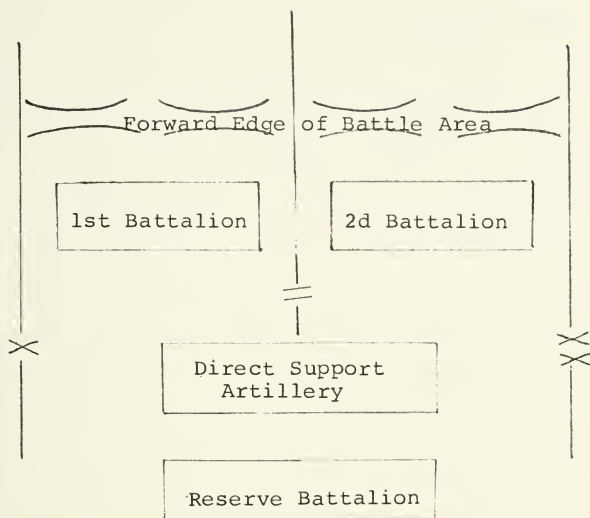 Forward Edge of Battle Area
1st Battalion
2d Battalion
Direct Support
Artillery
Reserve Battalion